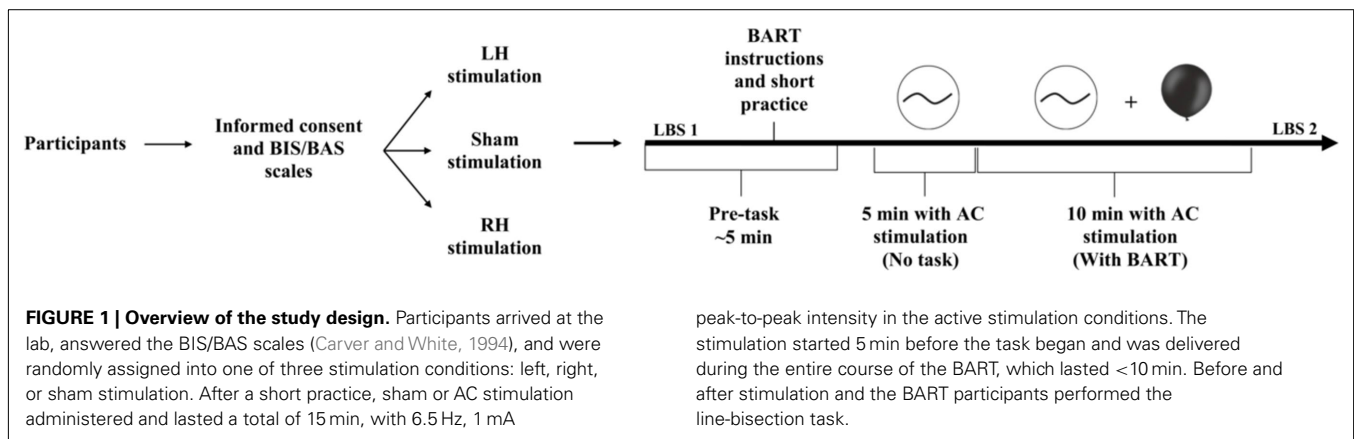 LH
stimulation
Participants
Informed consent
and BIS/BAS
scales
Sham
stimulation
RH
stimulation
BART
instructions
and short
practice
+
LBS 1
LBS 2
Pre-task
~5 min
5 min with AC
stimulation
(No task)
10 min with AC
stimulation
(With BART)
FIGURE 1 | Overview of the study design. Participants arrived at the
lab, answered the BIS/BAS scales (Carver and White, 1994), and were
randomly assigned into one of three stimulation conditions: left, right,
or sham stimulation. After a short practice, sham or AC stimulation
administered and lasted a total of 15 min, with 6.5 Hz, 1 mA
peak-to-peak intensity in the active stimulation conditions. The
stimulation started 5 min before the task began and was delivered
during the entire course of the BART, which lasted <10 min. Before and
after stimulation and the BART participants performed the
line-bisection task.